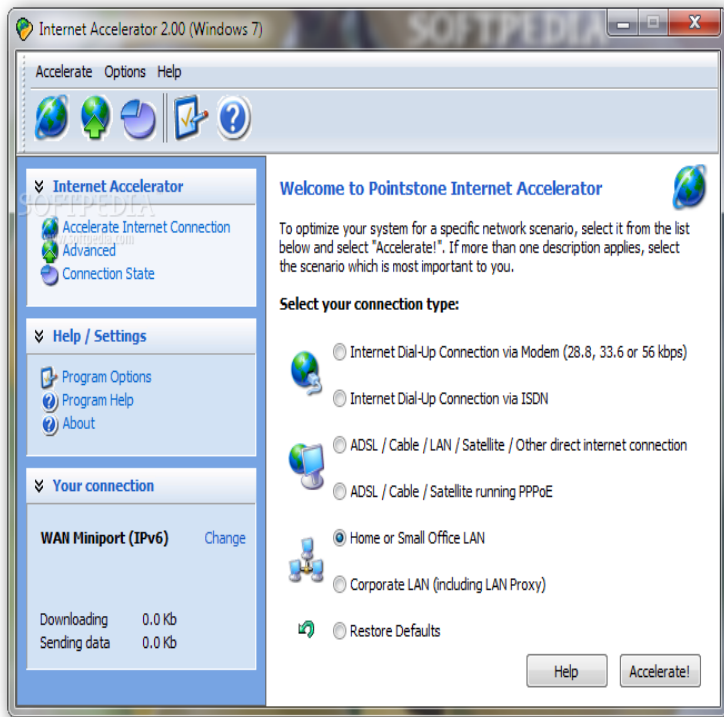 Internet Accelerator 2.00 (Windows 7)
SOFTPEDIA
Accelerate Options Help
Internet Accelerator
SOFTPEDIA
Accelerate Internet Connection
www.softpedia.com
Advanced
Connection State
Help / Settings
Program Options
Program Help
About
Your connection
WAN Miniport (IPv6) Change
Downloading 0.0 Kb
Sending data 0.0 Kb
Welcome to Pointstone Internet Accelerator
To optimize your system for a specific network scenario, select it from the list
below and select "Accelerate!". If more than one description applies, select
the scenario which is most important to you.
Select your connection type:
Internet Dial-Up Connection via Modem (28.8, 33.6 or 56 kbps)
Internet Dial-Up Connection via ISDN
ADSL / Cable / LAN / Satellite / Other direct internet connection
ADSL / Cable / Satellite running PPPoE
Home or Small Office LAN
Corporate LAN (including LAN Proxy)
Restore Defaults
Help Accelerate!